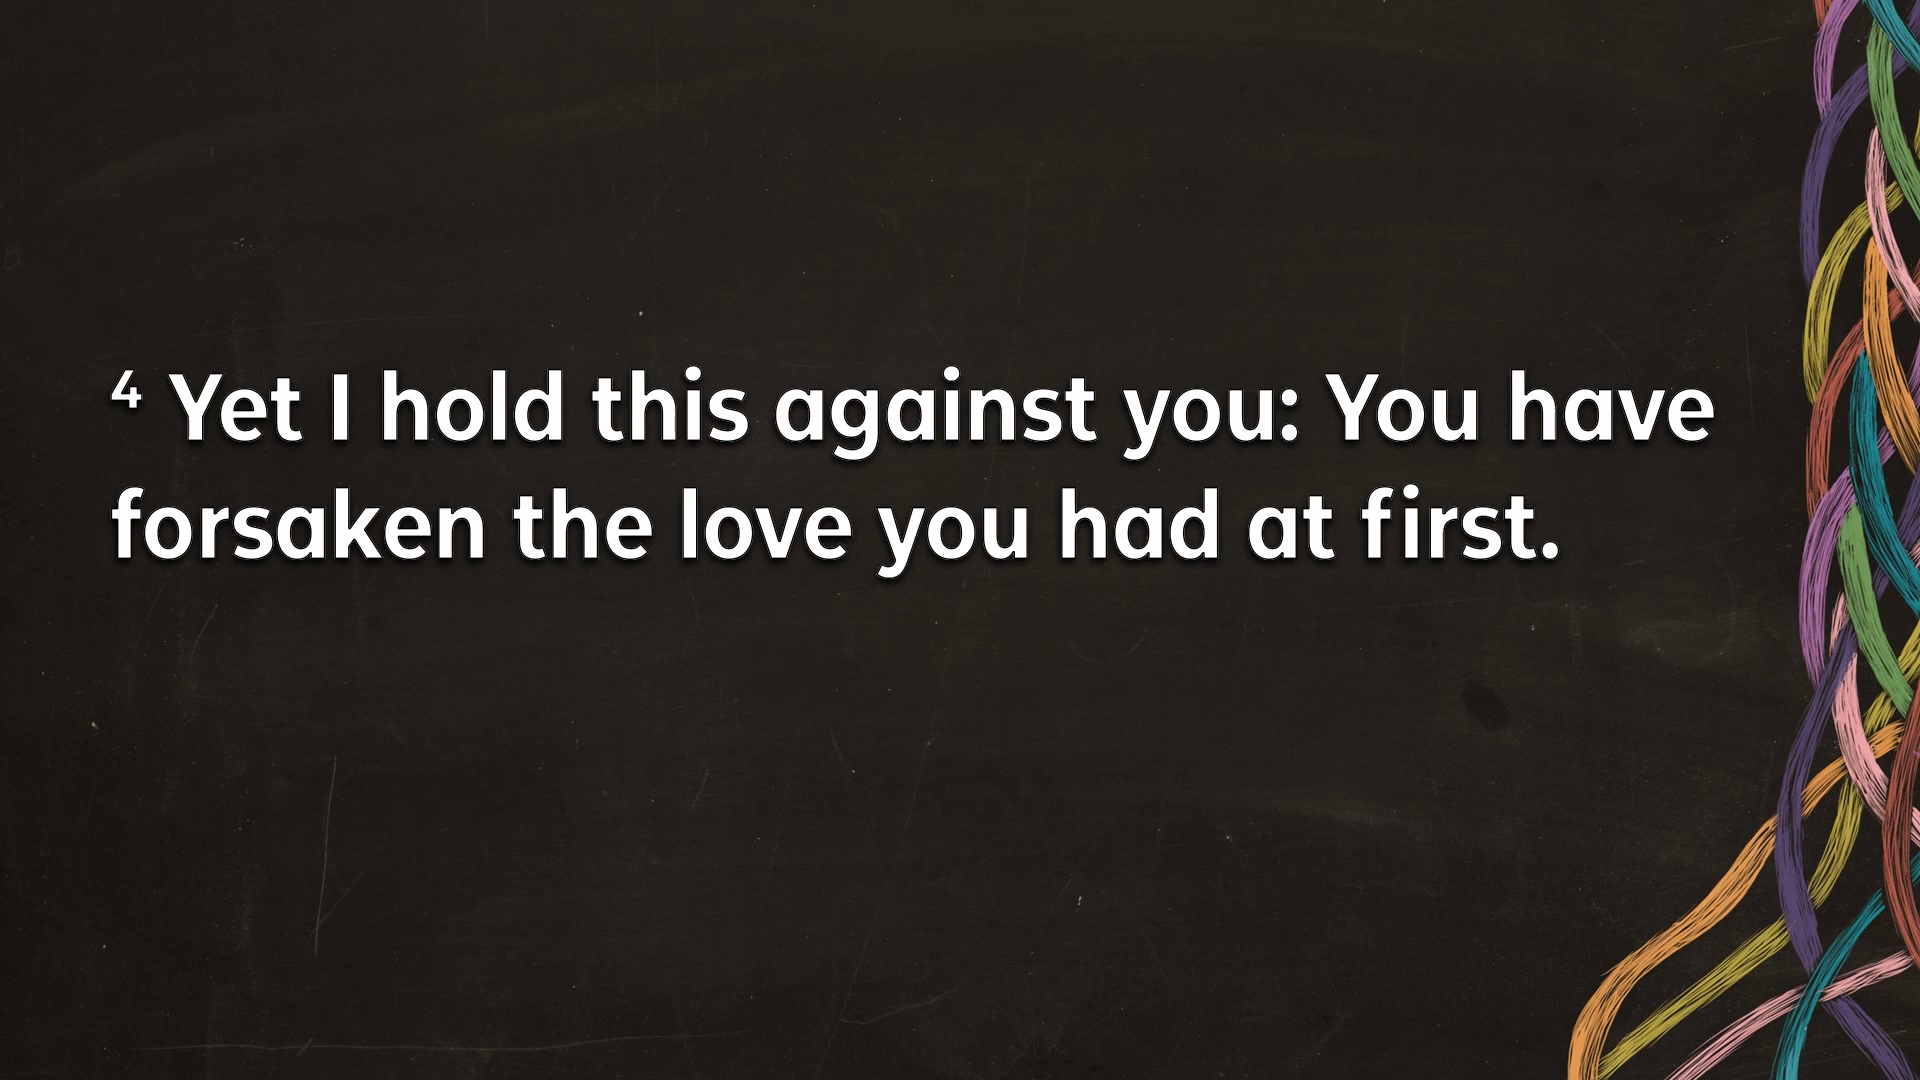 ⁴ Yet I hold this against you: You have
forsaken the love you had at first.